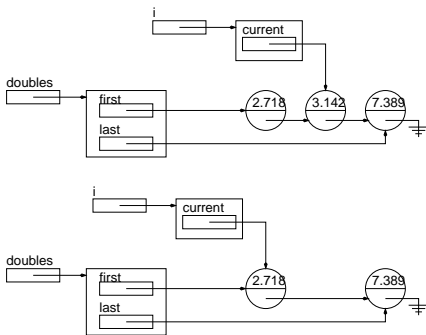 i
current
doubles
first
2.718 3.142 7.389
last
i
current
doubles
first
2.718 7.389
last